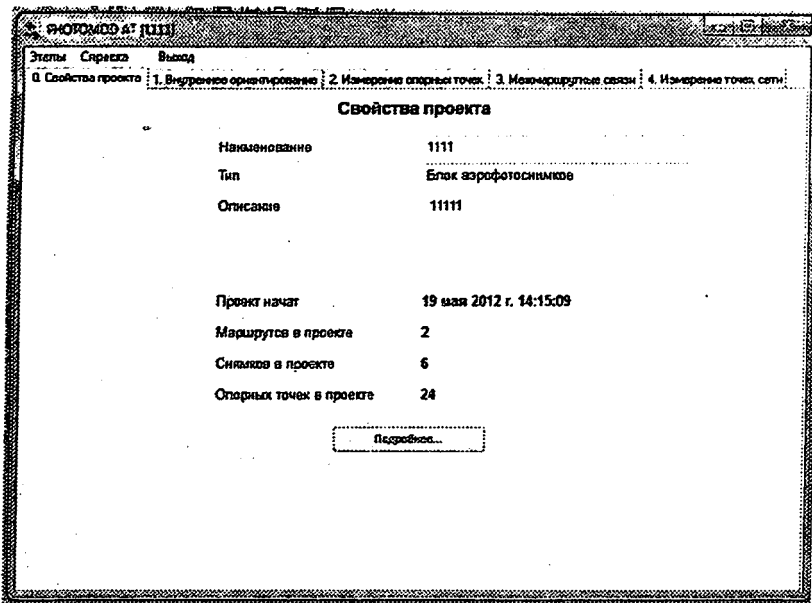 PHOTOMOD AT [1111]
Этапы Справка Выход
0. Свойства проекта 1. Внутреннее ориентирование 2. Измерение опорных точек 3. Межмаршрутные связи 4. Измерение точек сети
Свойства проекта
Наименование 1111
Тип Блок аэрофотоснимков
Описание 11111
Проект начат 19 мая 2012 г. 14:15:09
Маршрутов в проекте 2
Снимков в проекте 6
Опорных точек в проекте 24
Подробнее...